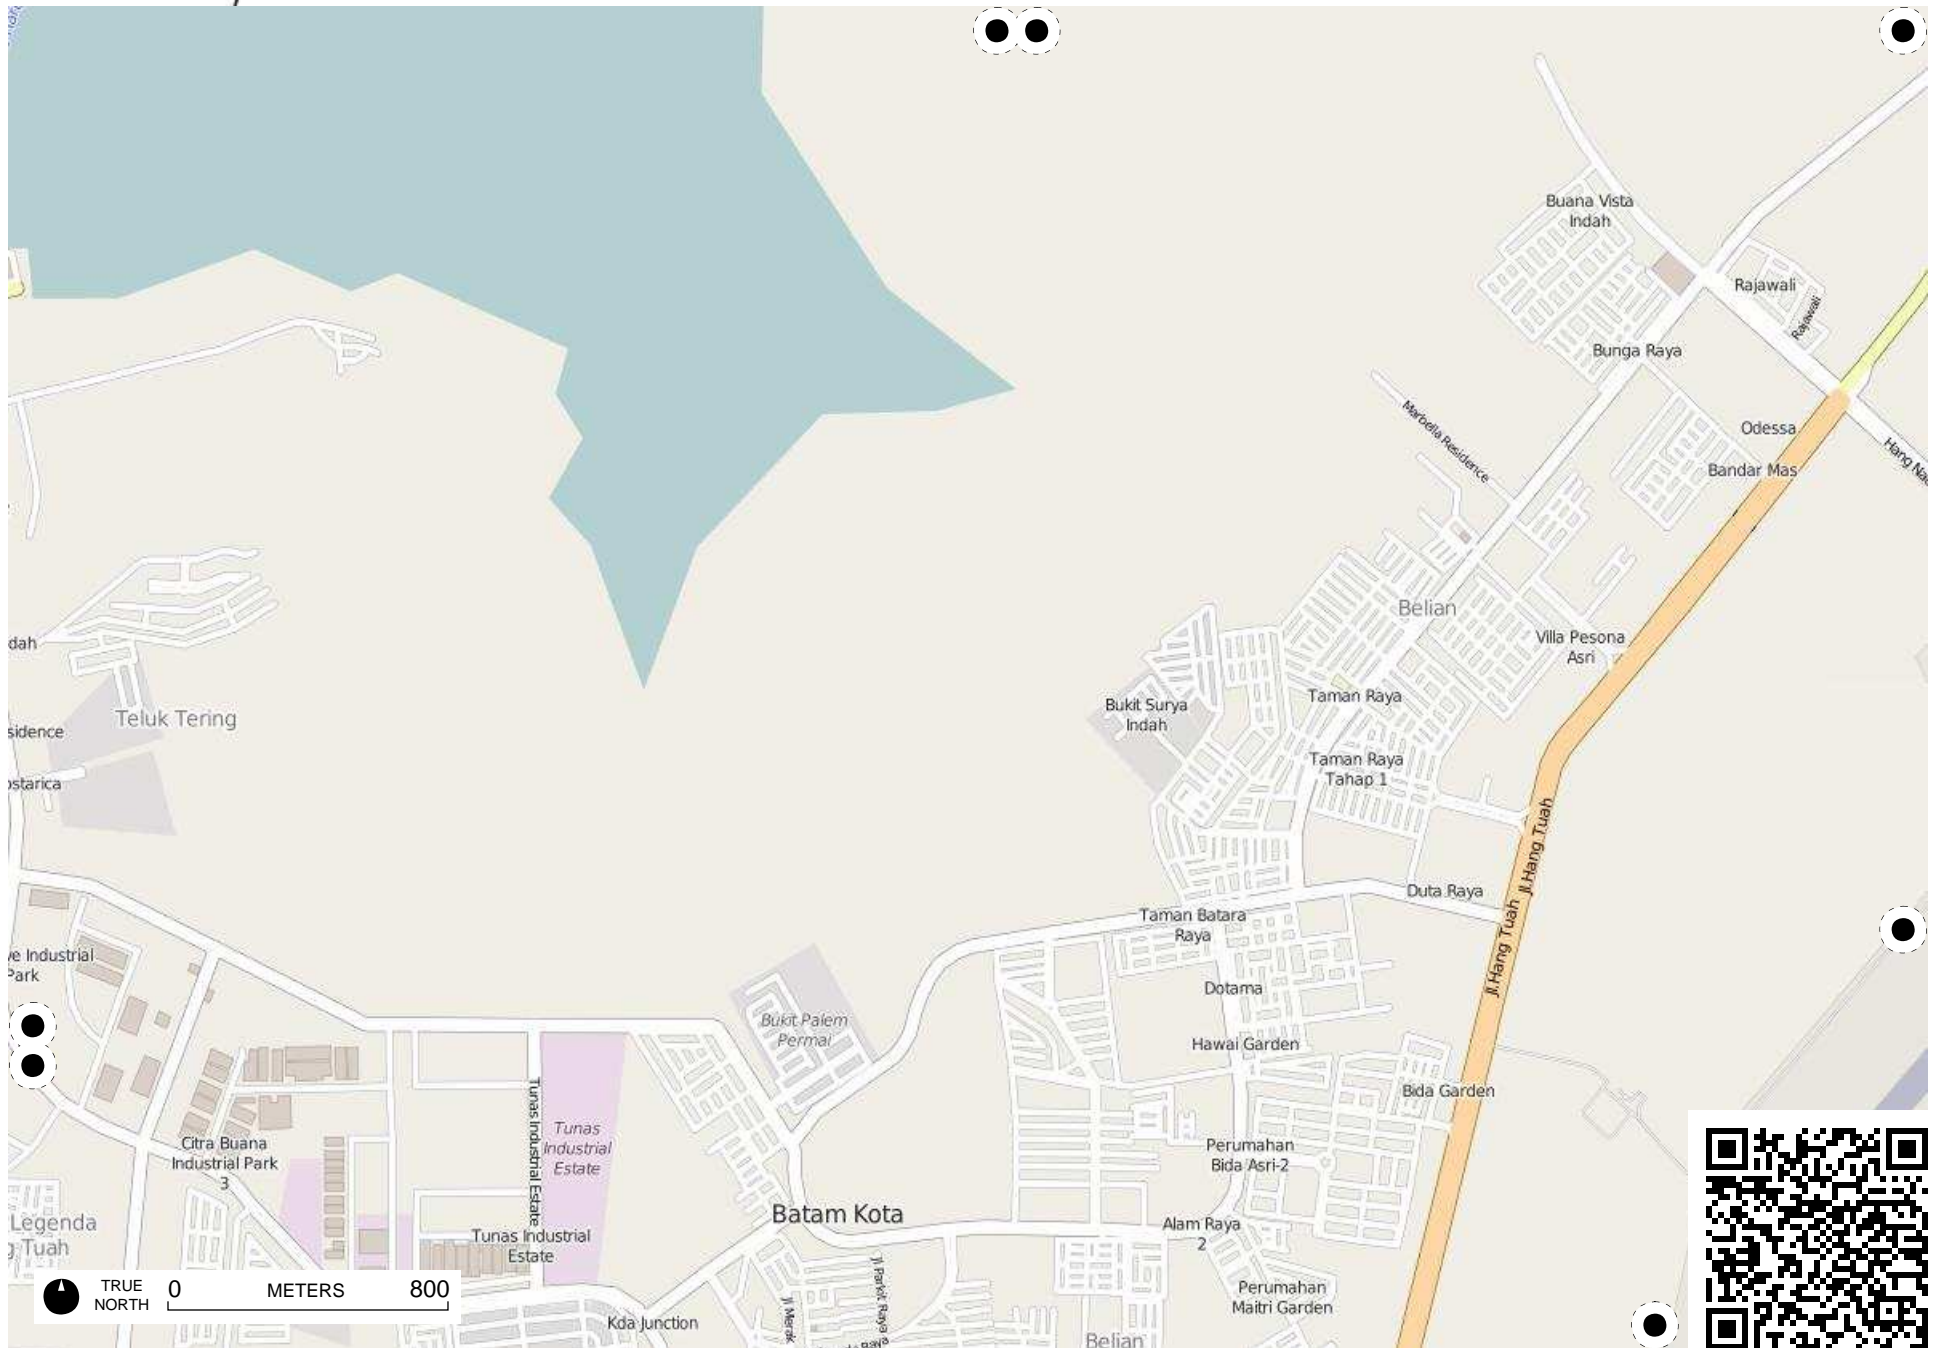 Buana Vista
Indah
Rajawali
Rajawali
Bunga Raya
Marbella Residence
Odessa
Bandar Mas
Belian
Villa Pesona
Asri
dah
Taman Raya
Bukit Surya
Indah
Teluk Tering
sidence
Taman Raya
Tahap 1
ostarica
Jl.Hang Tuah
Duta Raya
Jl.Hang Tuah
Taman Batara
Raya
ve Industrial
Park
Dotama
Bukit Palem
Permai
Hawai Garden
Bida Garden
Tunas Industrial Estate
Tunas
Industrial
Estate
Citra Buana
Industrial Park
3
Perumahan
Bida Asri-2
Batam Kota
Legenda
g Tuah
Alam Raya
2
Tunas Industrial
Estate
TRUE
NORTH
0 METERS 800
Jl Merak
Perumahan
Maitri Garden
Kda Junction
Belian